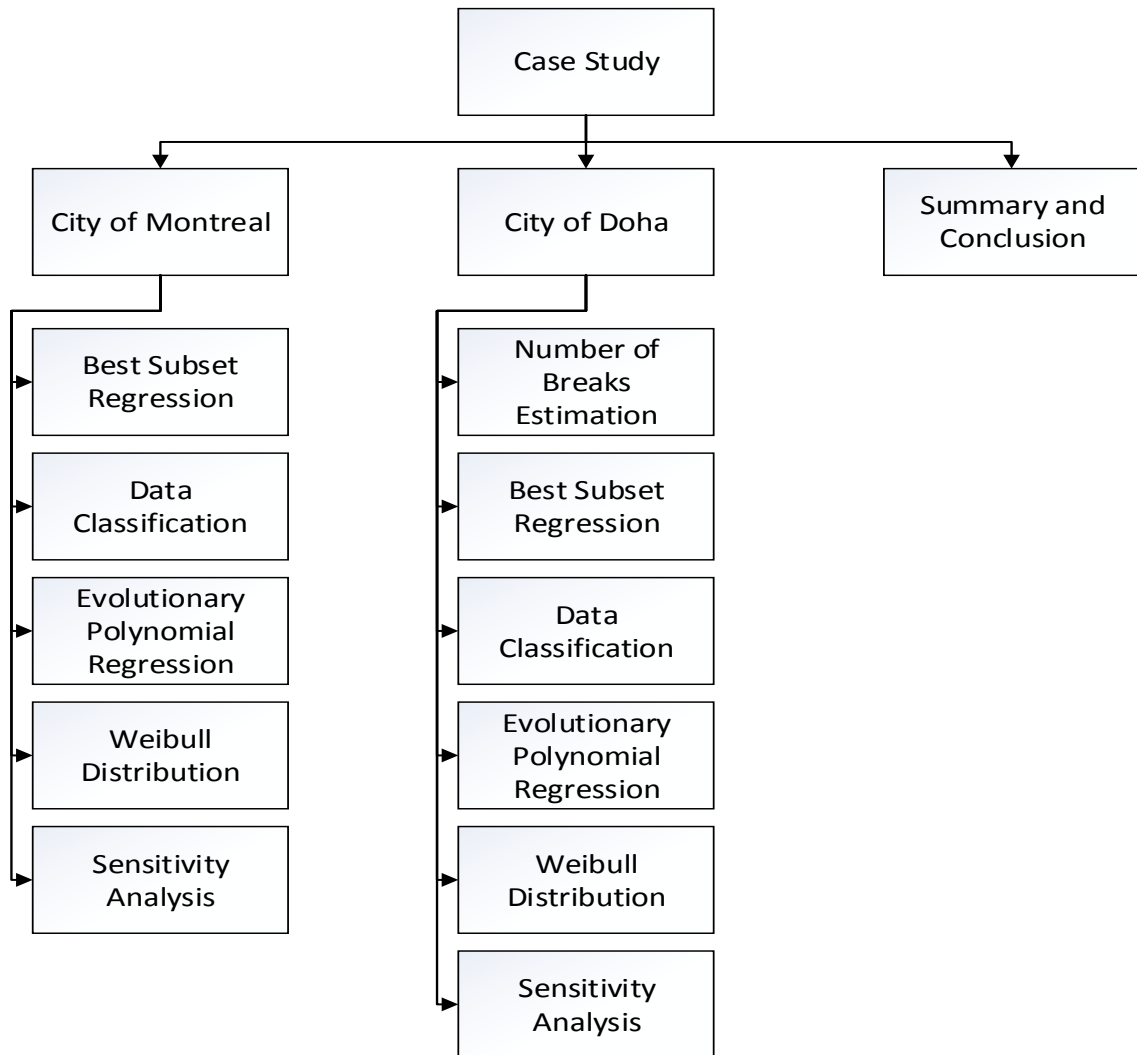 Case Study
City of Montreal
City of Doha
Summary and
Conclusion
Best Subset
Regression
Data
Classification
Evolutionary
Polynomial
Regression
Weibull
Distribution
Sensitivity
Analysis
Number of
Breaks
Estimation
Best Subset
Regression
Data
Classification
Evolutionary
Polynomial
Regression
Weibull
Distribution
Sensitivity
Analysis